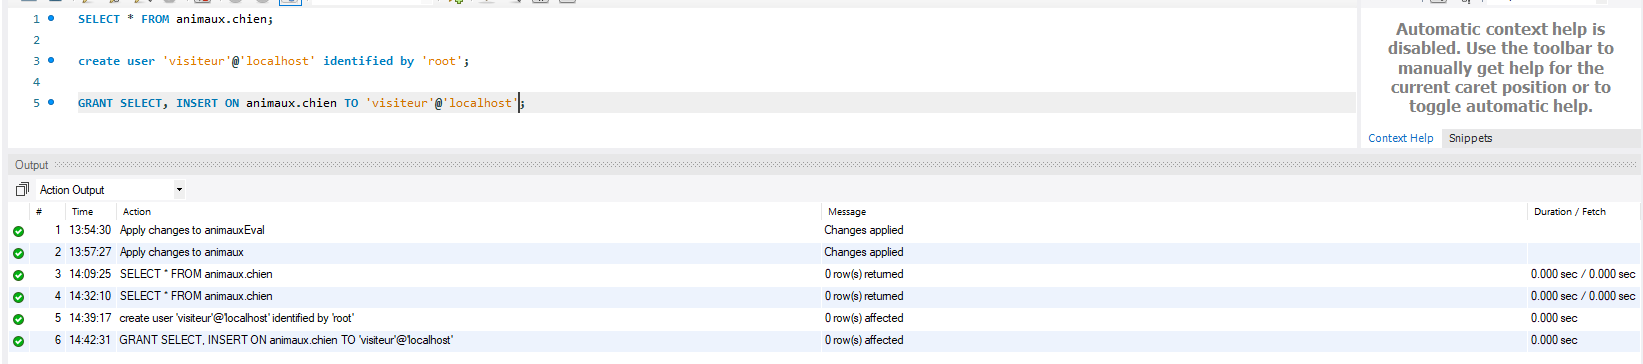 1 SELECT * FROM animaux.chien;
2
3 create user 'visiteur'@'localhost' identified by 'root';
4
5 GRANT SELECT, INSERT ON animaux.chien TO 'visiteur'@'localhost';
Automatic context help is
disabled. Use the toolbar to
manually get help for the
current caret position or to
toggle automatic help.
Context Help Snippets
Output
Action Output
# Time Action Message Duration / Fetch
1 13:54:30 Apply changes to animauxEval Changes applied
2 13:57:27 Apply changes to animaux Changes applied
3 14:09:25 SELECT * FROM animaux.chien 0 row(s) returned 0.000 sec / 0.000 sec
4 14:32:10 SELECT * FROM animaux.chien 0 row(s) returned 0.000 sec / 0.000 sec
5 14:39:17 create user 'visiteur'@'localhost' identified by 'root' 0 row(s) affected 0.000 sec
6 14:42:31 GRANT SELECT, INSERT ON animaux.chien TO 'visiteur'@'localhost' 0 row(s) affected 0.000 sec